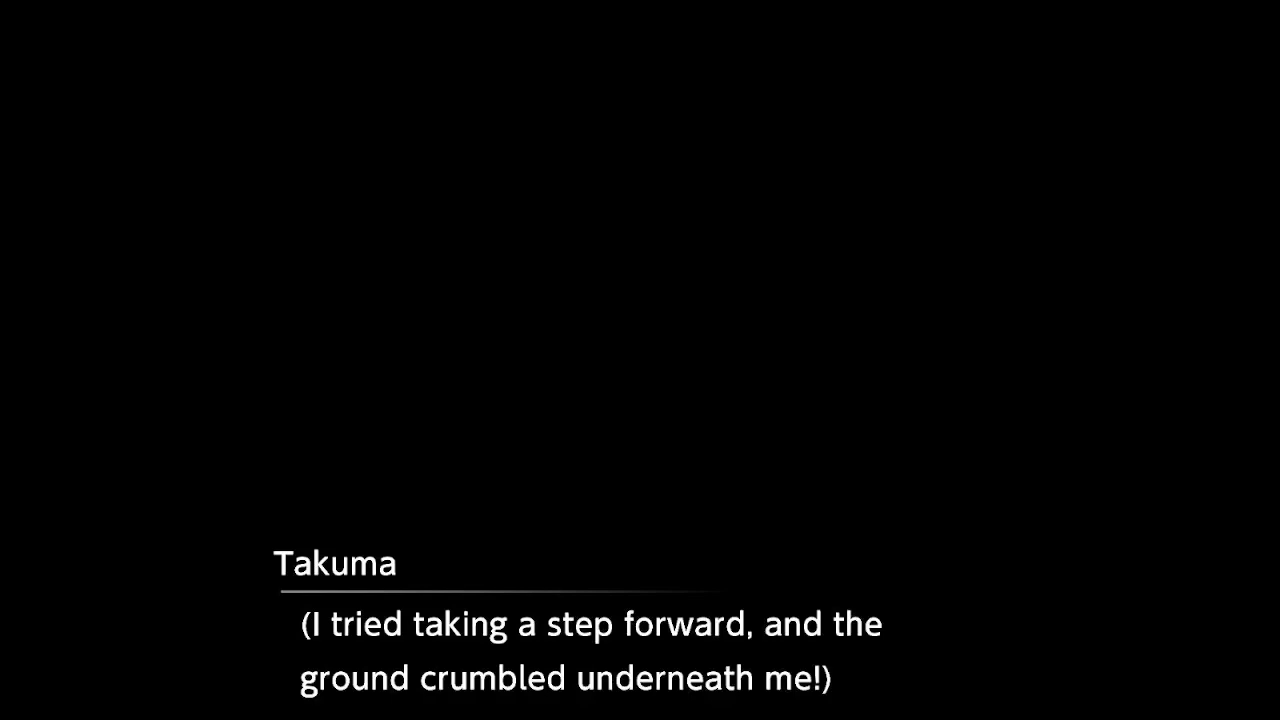 Takuma
(I tried taking a step forward, and the
ground crumbled underneath me!)